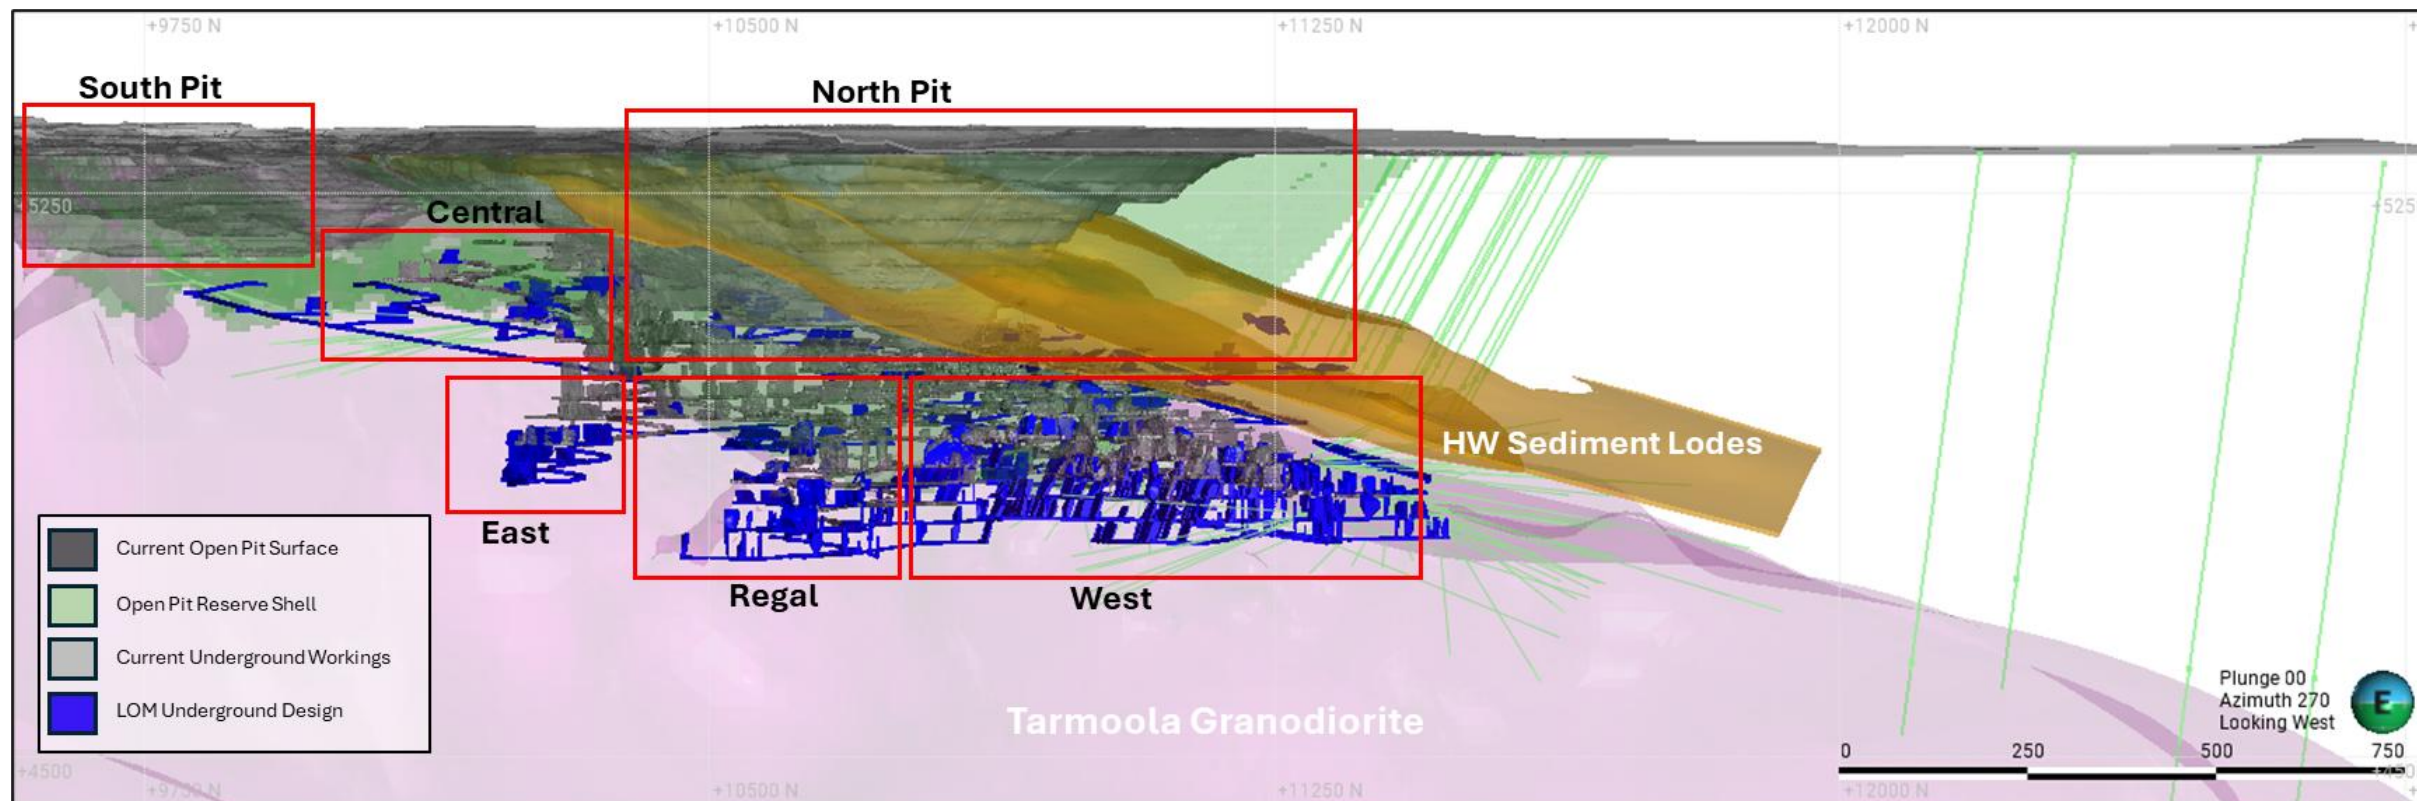 +9750 N
+10500 N
+11250 N
+12000 N
South Pit
North Pit
5250
Central
HW Sediment Lodes
East
Regal
West
Current Open Pit Surface
Open Pit Reserve Shell
Current Underground Workings
LOM Underground Design
Tarmoola Granodiorite
Plunge 00
Azimuth 270
Looking West
E
0
250
500
750
+4500
+9750 N
+10500 N
+11250 N
+12000 N